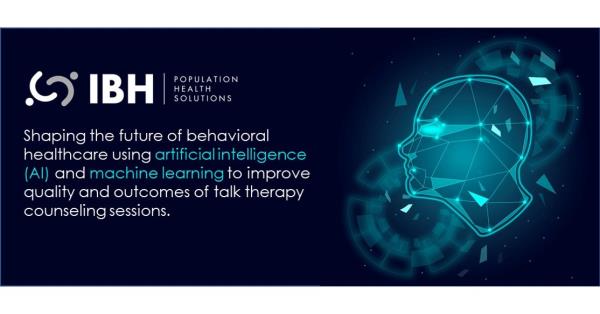 IBH
POPULATION
HEALTH
SOLUTIONS
Shaping the future of behavioral
healthcare using artificial intelligence
(AI) and machine learning to improve
quality and outcomes of talk therapy
counseling sessions.